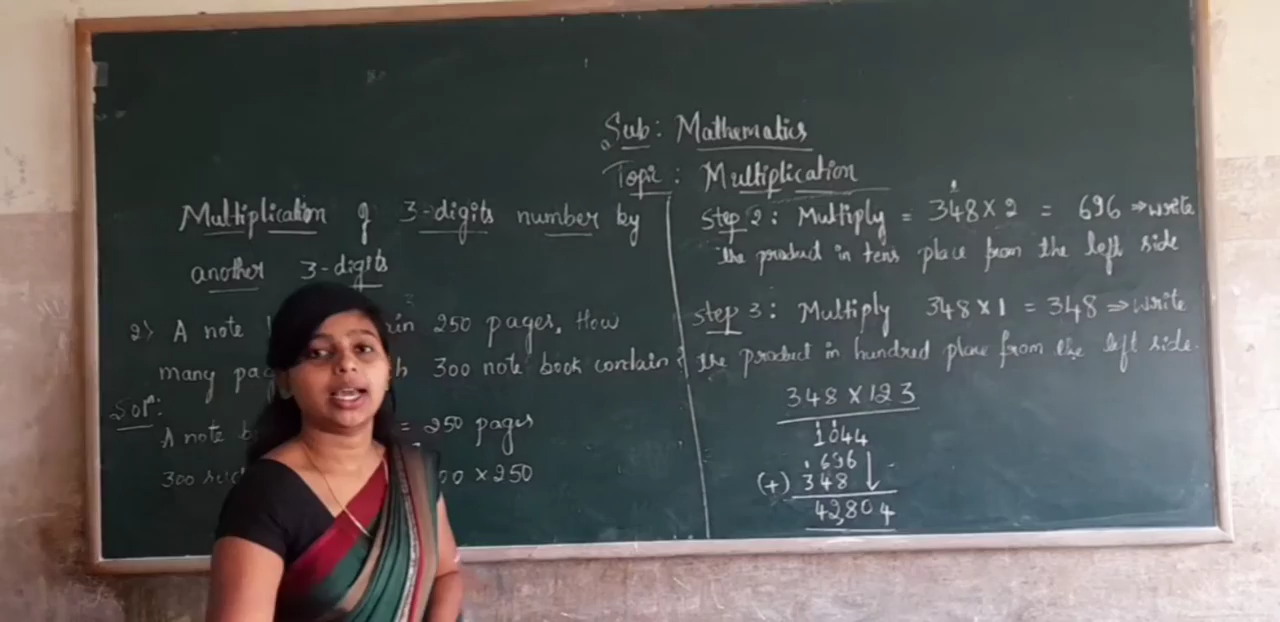 Sub: Mathematics
Topic: Multiplication
Multiplication of 3-digits number by
another 3-digits
2) A note in 250 pages. How
many 300 note book contain?
Sol:
A note = 250 pages
300 × 250
Step 2: Multiply = 348 × 2 = 696 ⇒ write
the product in tens place from the left side
Step 3: Multiply 348 × 1 = 348 ⇒ write
the product in hundred place from the left side.
348 × 123
1044
696
(+) 348
42,804